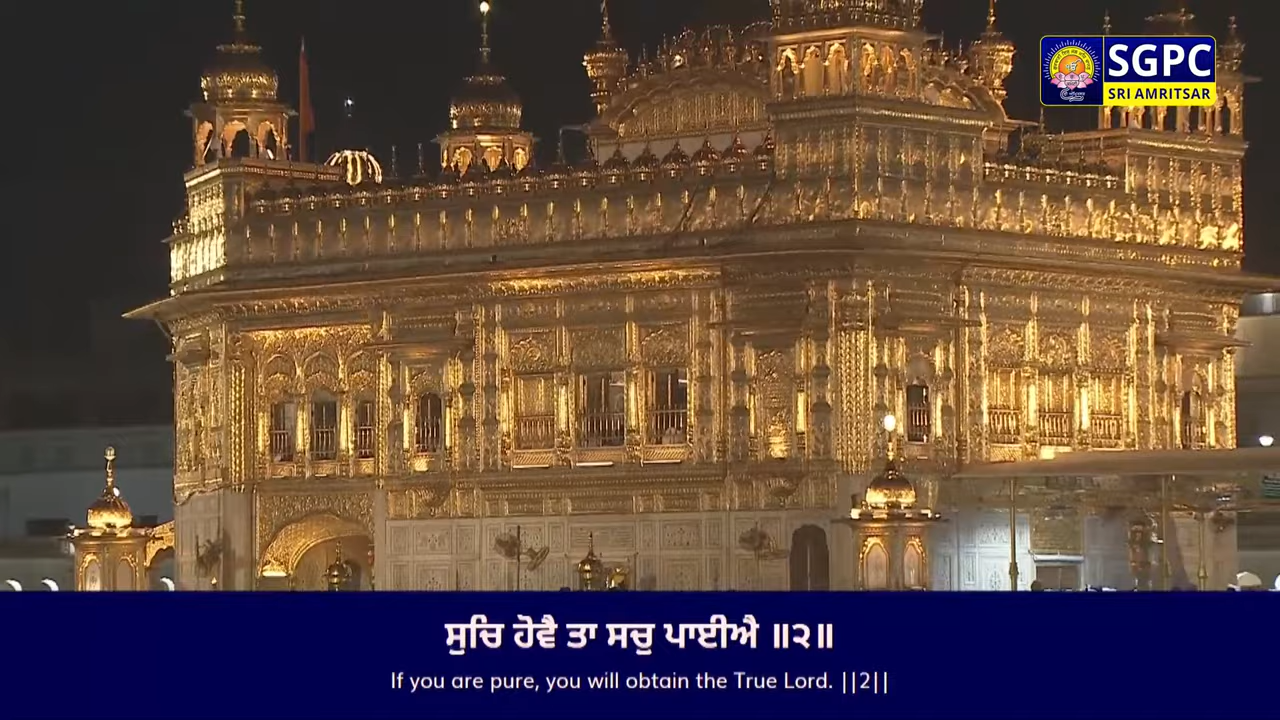 SGPC
SRI AMRITSAR
ਸੁਚਿ ਹੋਵੈ ਤਾ ਸਚੁ ਪਾਈਐ ॥੨॥
If you are pure, you will obtain the True Lord. ||2||